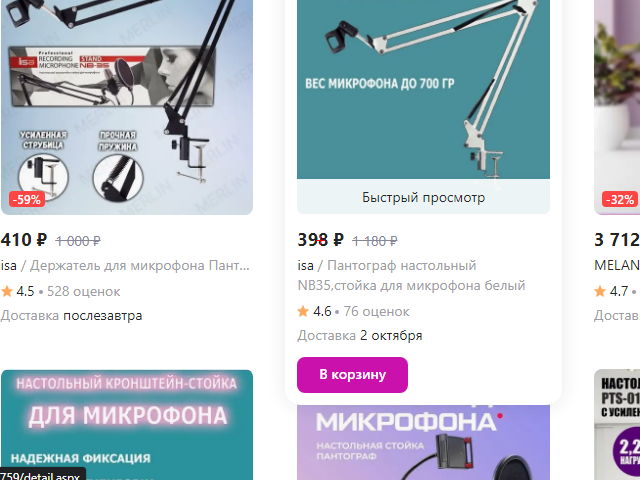 Professional
isa RECORDING MICROPHONE STAND NB-35
УСИЛЕННАЯ СТРУБЦИНА
ПРОЧНАЯ ПРУЖИНА
MERLIN
-59%
410 ₽ 1 000 ₽
isa / Держатель для микрофона Пант...
4.5 • 528 оценок
Доставка послезавтра
НАСТОЛЬНЫЙ КРОНШТЕЙН-СТОЙКА
ДЛЯ МИКРОФОНА
НАДЕЖНАЯ ФИКСАЦИЯ
759/detail.aspx
ВЕС МИКРОФОНА ДО 700 ГР
Быстрый просмотр
398 ₽ 1 180 ₽
isa / Пантограф настольный
NB35,стойка для микрофона белый
4.6 • 76 оценок
Доставка 2 октября
В корзину
МИКРОФОНА
НАСТОЛЬНАЯ СТОЙКА
ПАНТОГРАФ
-32%
3 712
MELAN
4.7 •
Достав
НАСТОЛЬ
PTS-01
С УСИЛЕН
2,2
НАГРУ